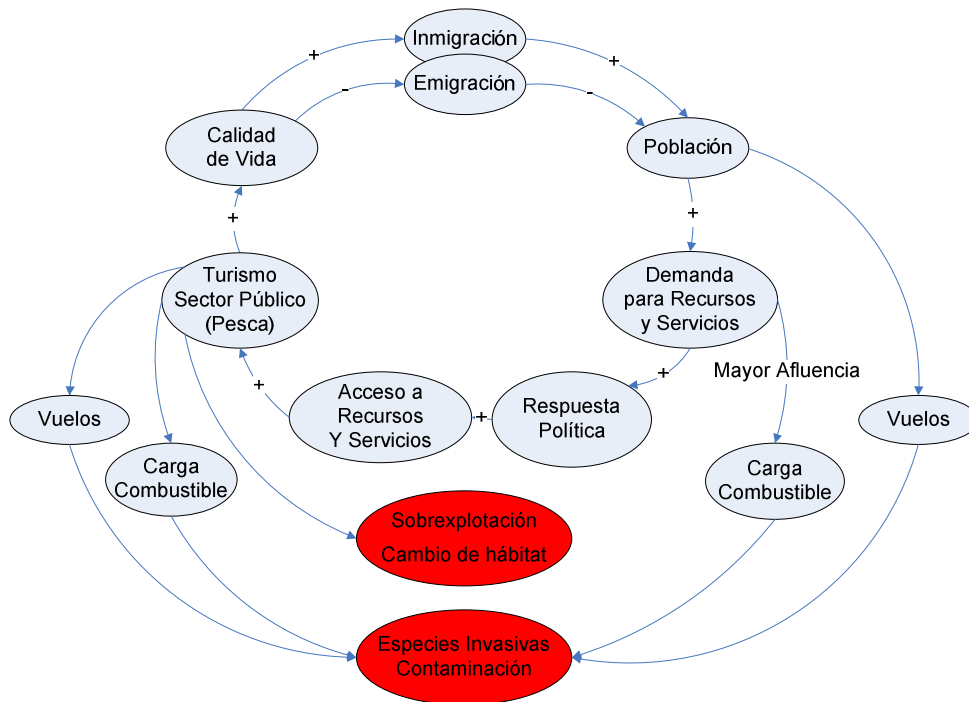 Inmigración
+
+
Emigración
-
-
Calidad
de Vida
Población
+
+
Turismo
Sector Público
(Pesca)
Demanda
para Recursos
y Servicios
+
Mayor Afluencia
+
Acceso a
Recursos
Y Servicios
+
Respuesta
Política
Vuelos
Vuelos
Carga
Combustible
Carga
Combustible
Sobrexplotación
Cambio de hábitat
Especies Invasivas
Contaminación